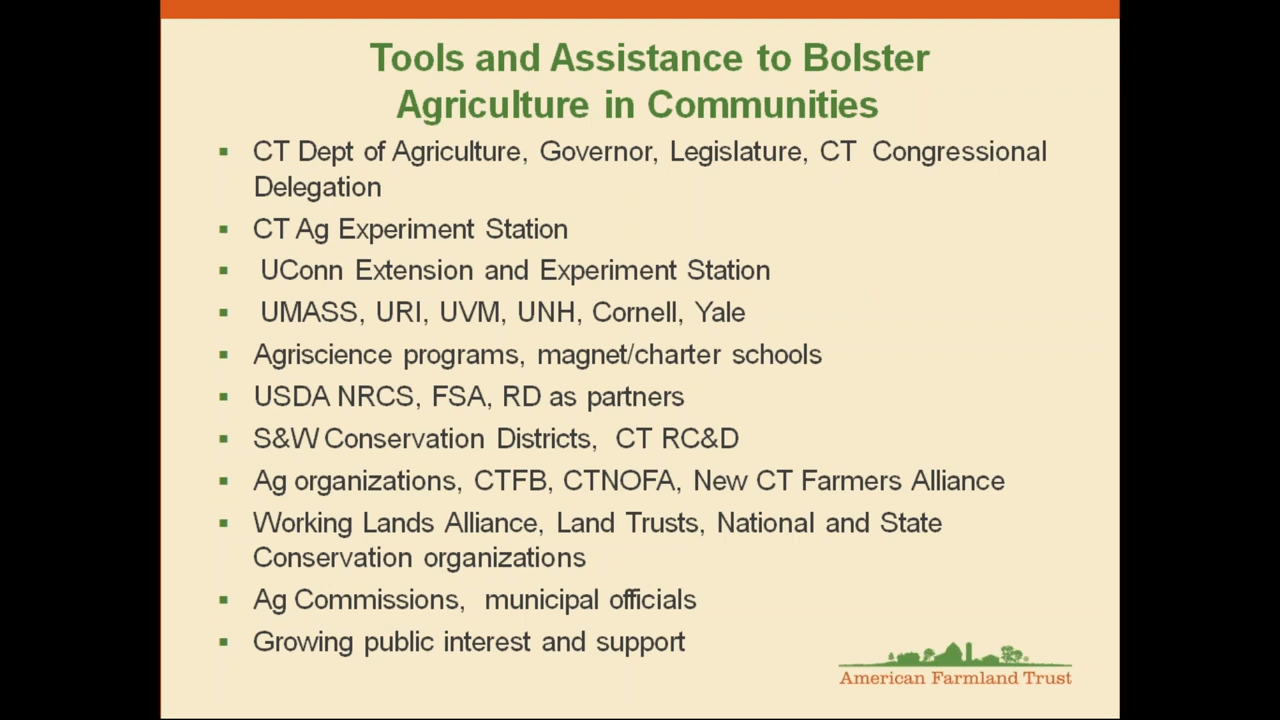 Tools and Assistance to Bolster
Agriculture in Communities
▪ CT Dept of Agriculture, Governor, Legislature, CT Congressional
Delegation
▪ CT Ag Experiment Station
▪ UConn Extension and Experiment Station
▪ UMASS, URI, UVM, UNH, Cornell, Yale
▪ Agriscience programs, magnet/charter schools
▪ USDA NRCS, FSA, RD as partners
▪ S&W Conservation Districts, CT RC&D
▪ Ag organizations, CTFB, CTNOFA, New CT Farmers Alliance
▪ Working Lands Alliance, Land Trusts, National and State
Conservation organizations
▪ Ag Commissions, municipal officials
▪ Growing public interest and support
American Farmland Trust